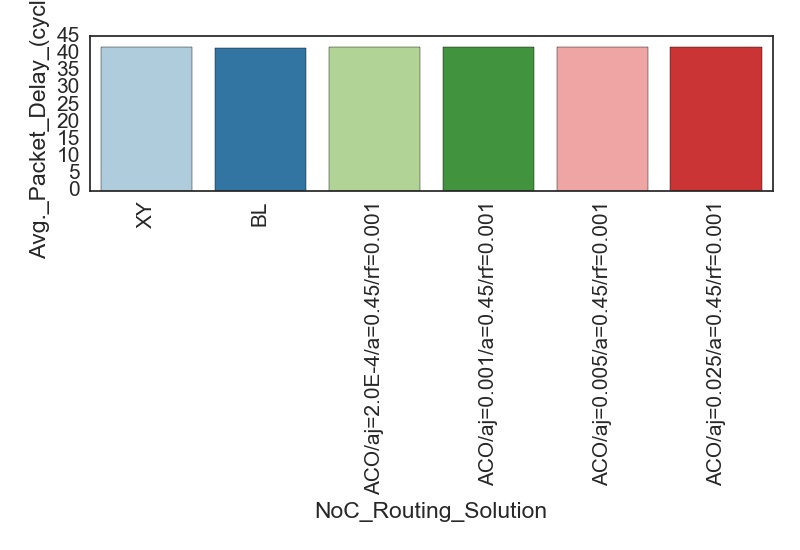 Avg._Packet_Delay_(cycl
45
40
35
30
25
20
15
10
5
0
XY
BL
ACO/aj=2.0E-4/a=0.45/rf=0.001
ACO/aj=0.001/a=0.45/rf=0.001
ACO/aj=0.005/a=0.45/rf=0.001
ACO/aj=0.025/a=0.45/rf=0.001
NoC_Routing_Solution